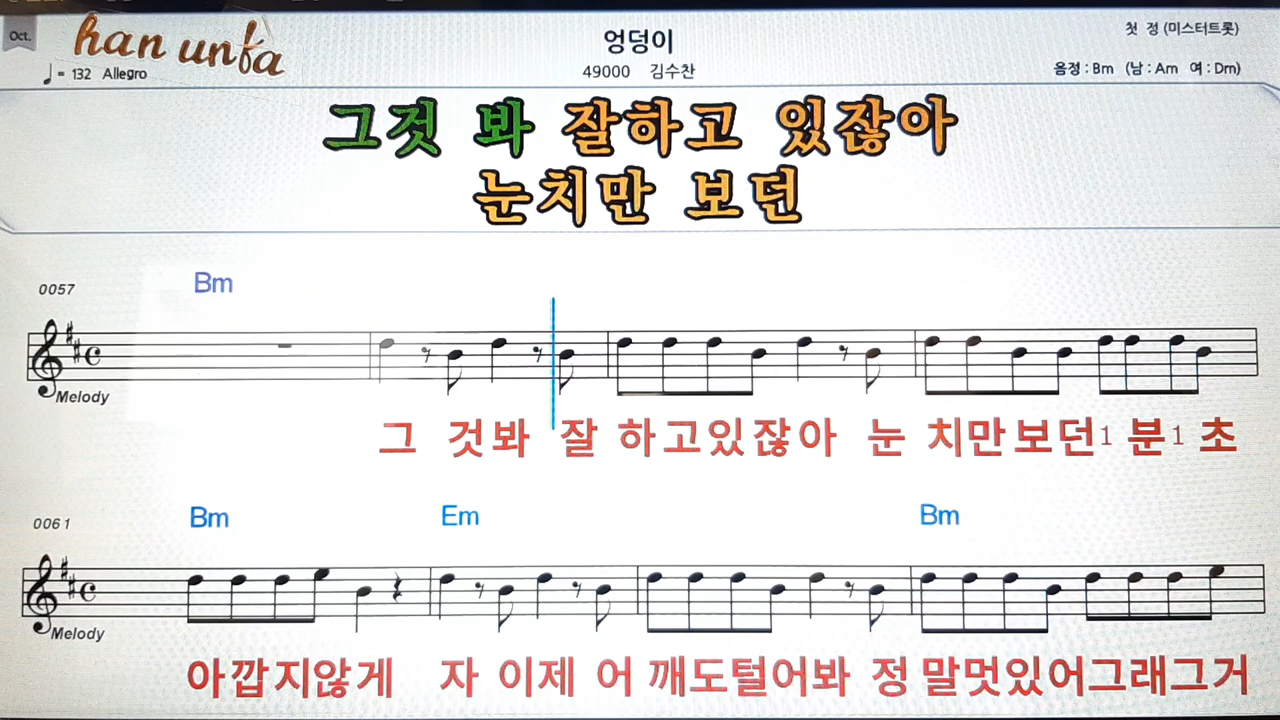 Oct.
han unfa
♩= 132 Allegro
엉덩이
49000 김수찬
첫 정 (미스터트롯)
음정 : Bm (남 : Am 여 : Dm)
그것 봐 잘하고 있잖아
눈치만 보던
0057
Bm
Melody
그 것봐 잘 하고있잖아 눈 치만보던1 분1 초
0061
Bm Em Bm
Melody
아깝지않게 자 이제 어 깨도털어봐 정 말멋있어그래그거